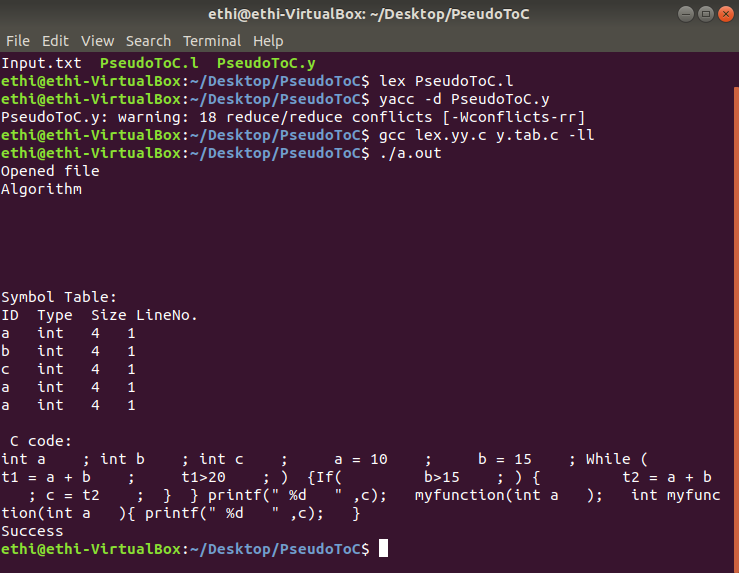 ethi@ethi-VirtualBox: ~/Desktop/PseudoToC
File Edit View Search Terminal Help
Input.txt  PseudoToC.l  PseudoToC.y
ethi@ethi-VirtualBox:~/Desktop/PseudoToC$ lex PseudoToC.l
ethi@ethi-VirtualBox:~/Desktop/PseudoToC$ yacc -d PseudoToC.y
PseudoToC.y: warning: 18 reduce/reduce conflicts [-Wconflicts-rr]
ethi@ethi-VirtualBox:~/Desktop/PseudoToC$ gcc lex.yy.c y.tab.c -ll
ethi@ethi-VirtualBox:~/Desktop/PseudoToC$ ./a.out
Opened file
Algorithm
Symbol Table:
ID  Type  Size LineNo.
a   int   4   1
b   int   4   1
c   int   4   1
a   int   4   1
a   int   4   1
 C code:
int a    ; int b    ; int c    ;     a = 10    ;     b = 15    ; While (
t1 = a + b    ;     t1>20    ; )  {If(         b>15    ; ) {         t2 = a + b
   ; c = t2    ;  }  } printf(" %d   " ,c);   myfunction(int a   );   int myfunc
tion(int a   ){ printf(" %d   " ,c);   }
Success
ethi@ethi-VirtualBox:~/Desktop/PseudoToC$